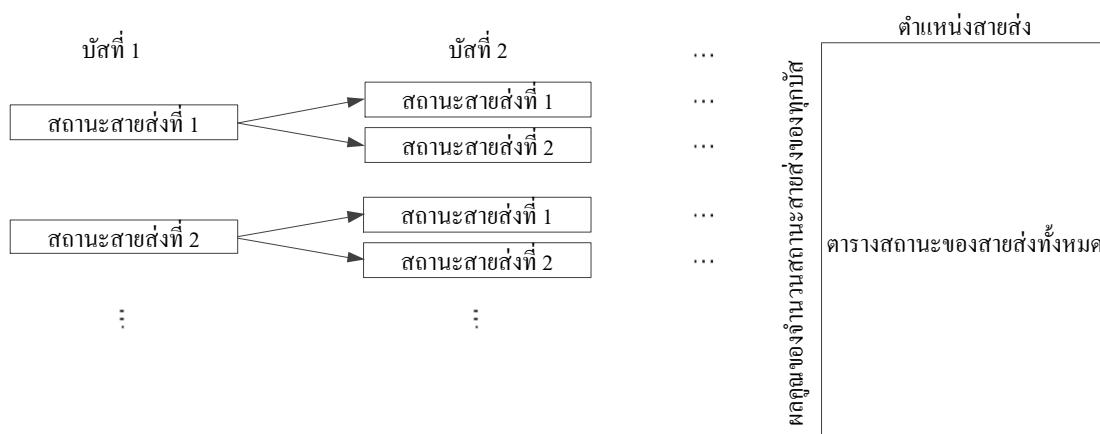 บัสที่ 1
บัสที่ 2
...
ตำแหน่งสายส่ง
สถานะสายส่งที่ 1
สถานะสายส่งที่ 1
...
สถานะสายส่งที่ 2
...
สถานะสายส่งที่ 2
สถานะสายส่งที่ 1
...
สถานะสายส่งที่ 2
...
...
...
ผลคูณของจำนวนสถานะสายส่งของทุกบัส
ตารางสถานะของสายส่งทั้งหมด